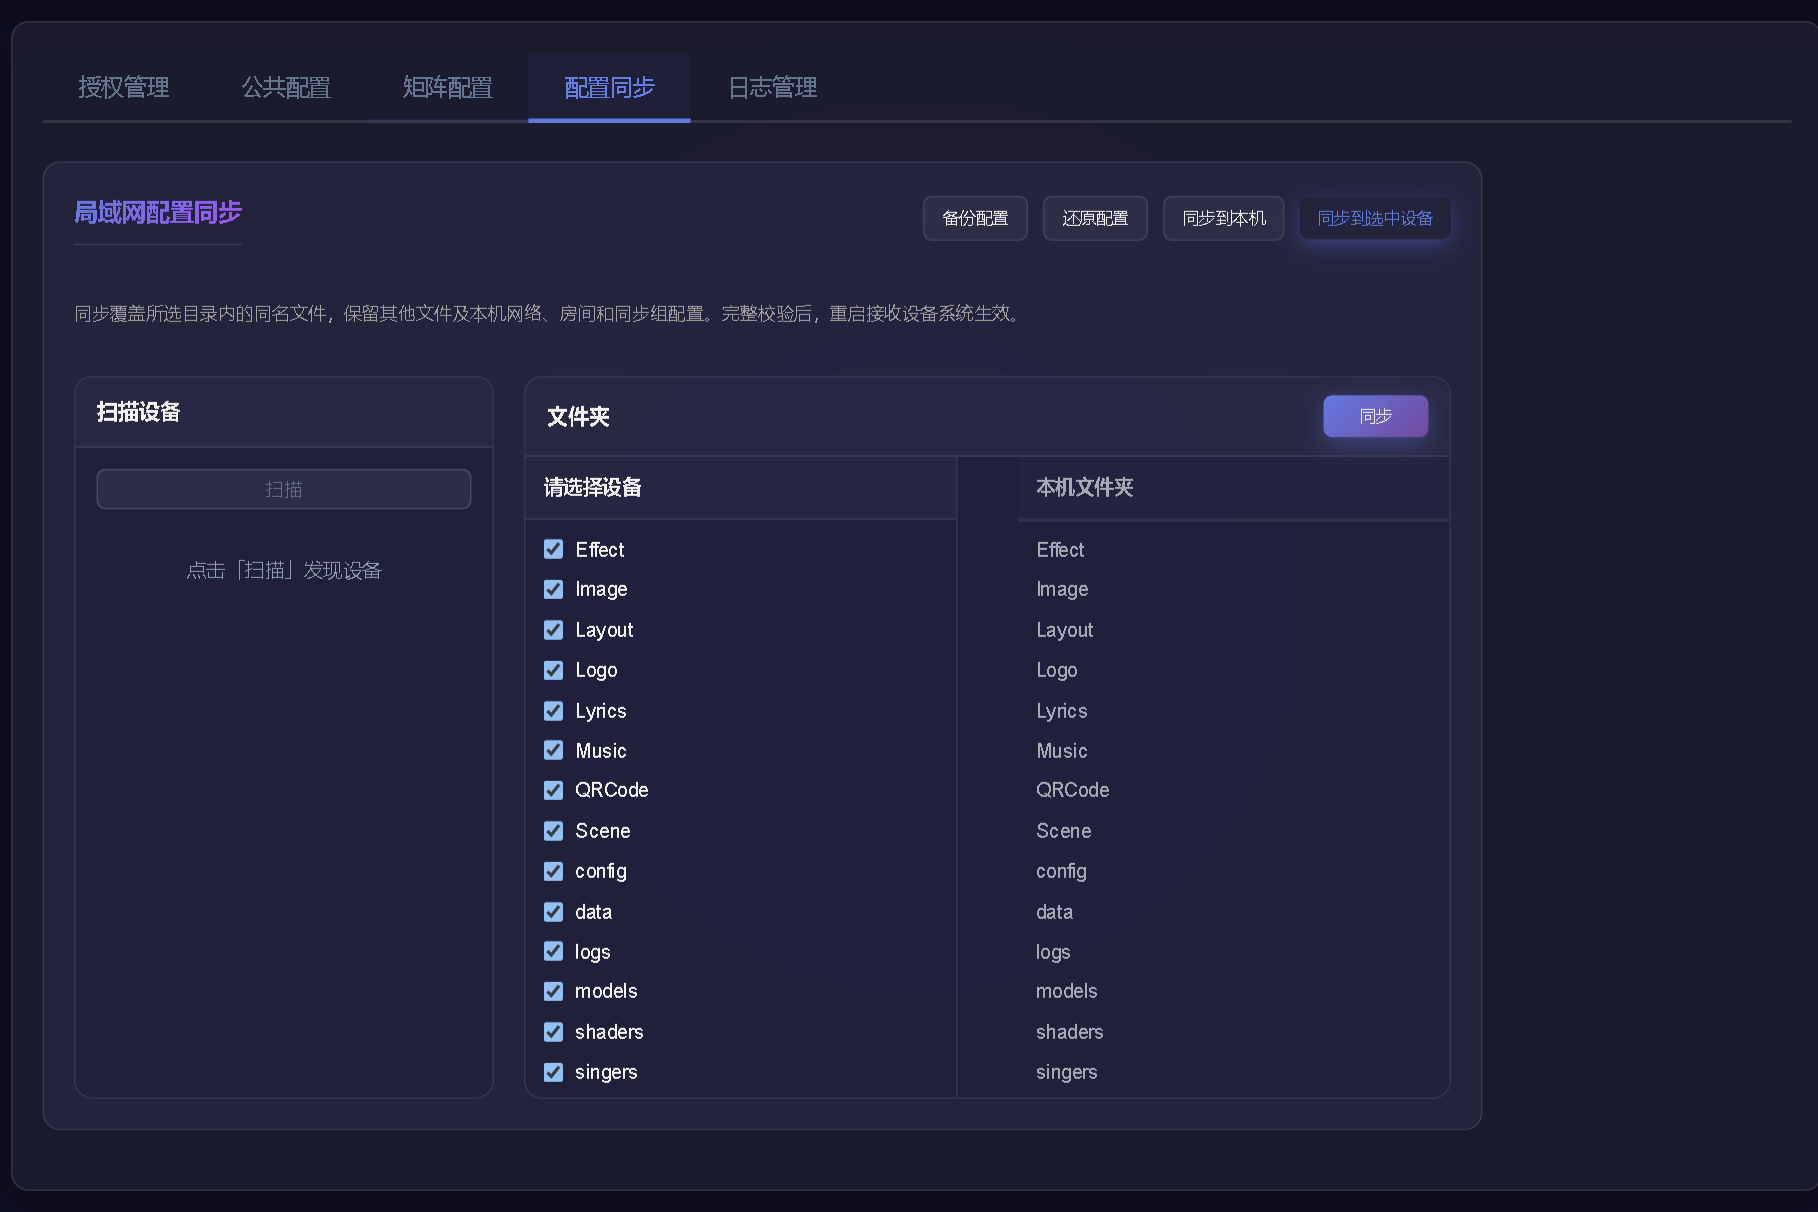 授权管理 公共配置 矩阵配置 配置同步 日志管理
局域网配置同步
备份配置 还原配置 同步到本机 同步到选中设备
同步覆盖所选目录内的同名文件，保留其他文件及本机网络、房间和同步组配置。完整校验后，重启接收设备系统生效。
扫描设备
扫描
点击「扫描」发现设备
文件夹 同步
请选择设备 本机文件夹
Effect Effect
Image Image
Layout Layout
Logo Logo
Lyrics Lyrics
Music Music
QRCode QRCode
Scene Scene
config config
data data
logs logs
models models
shaders shaders
singers singers